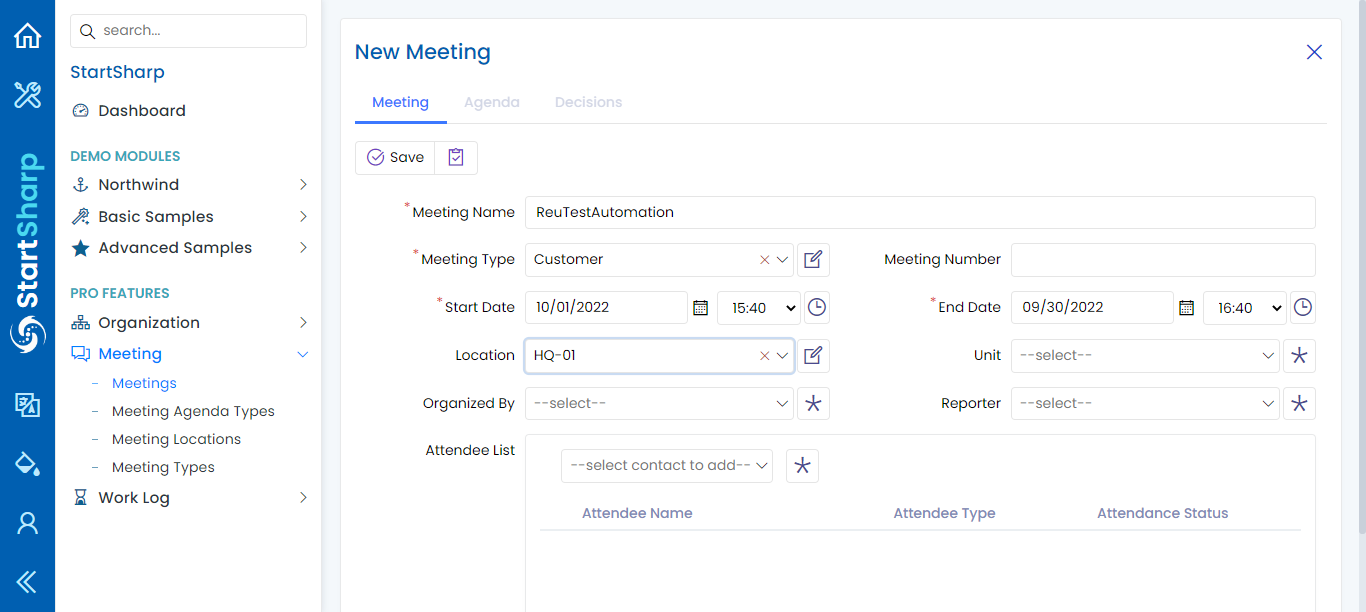 search...
StartSharp
Dashboard
DEMO MODULES
Northwind
Basic Samples
Advanced Samples
PRO FEATURES
Organization
Meeting
Meetings
Meeting Agenda Types
Meeting Locations
Meeting Types
Work Log
StartSharp
New Meeting
Meeting Agenda Decisions
Save
* Meeting Name ReuTestAutomation
* Meeting Type Customer Meeting Number
* Start Date 10/01/2022 15:40 * End Date 09/30/2022 16:40
Location HQ-01 Unit --select--
Organized By --select-- Reporter --select--
Attendee List
--select contact to add--
Attendee Name Attendee Type Attendance Status